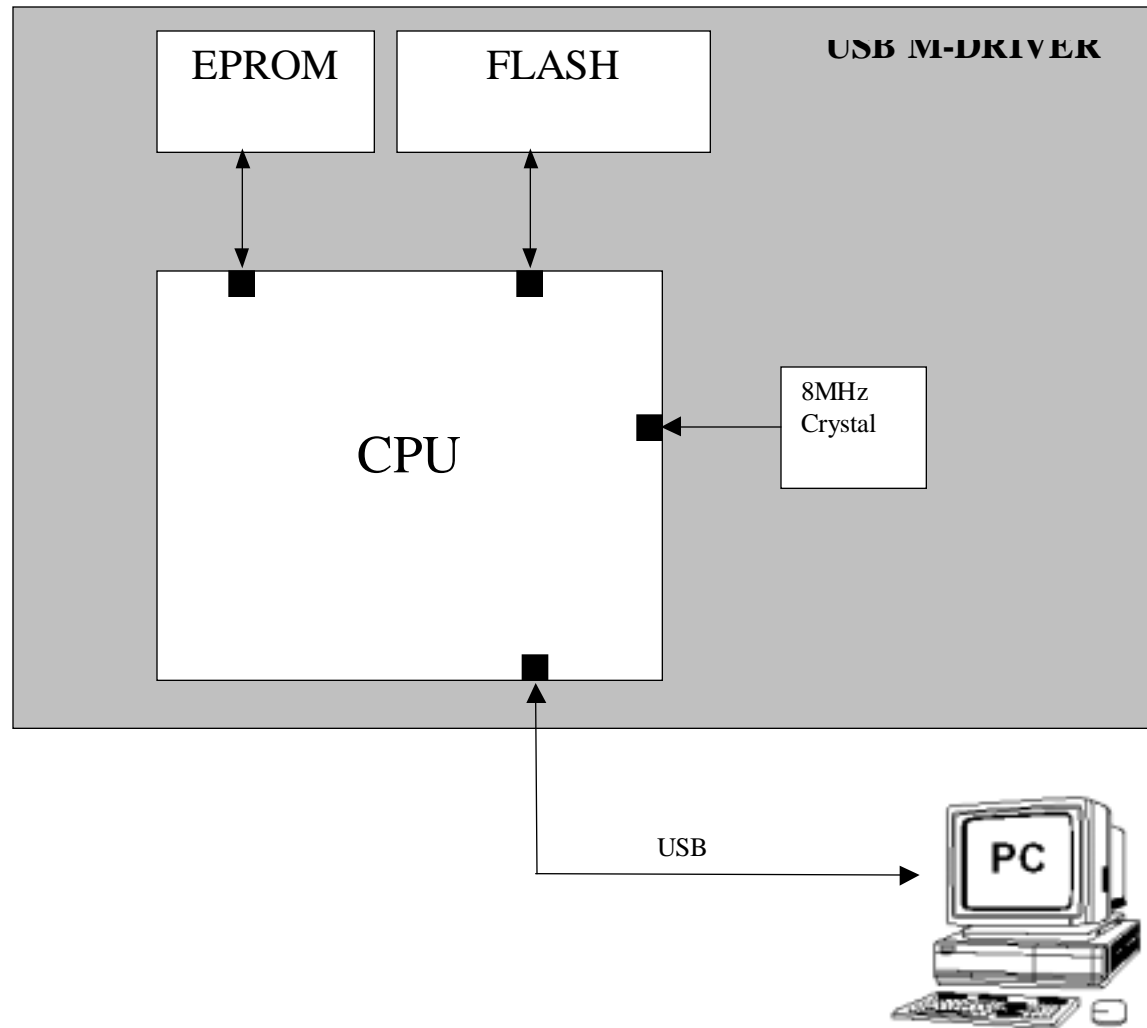 USB M-DRIVER
EPROM
FLASH
8MHz
Crystal
CPU
USB
PC